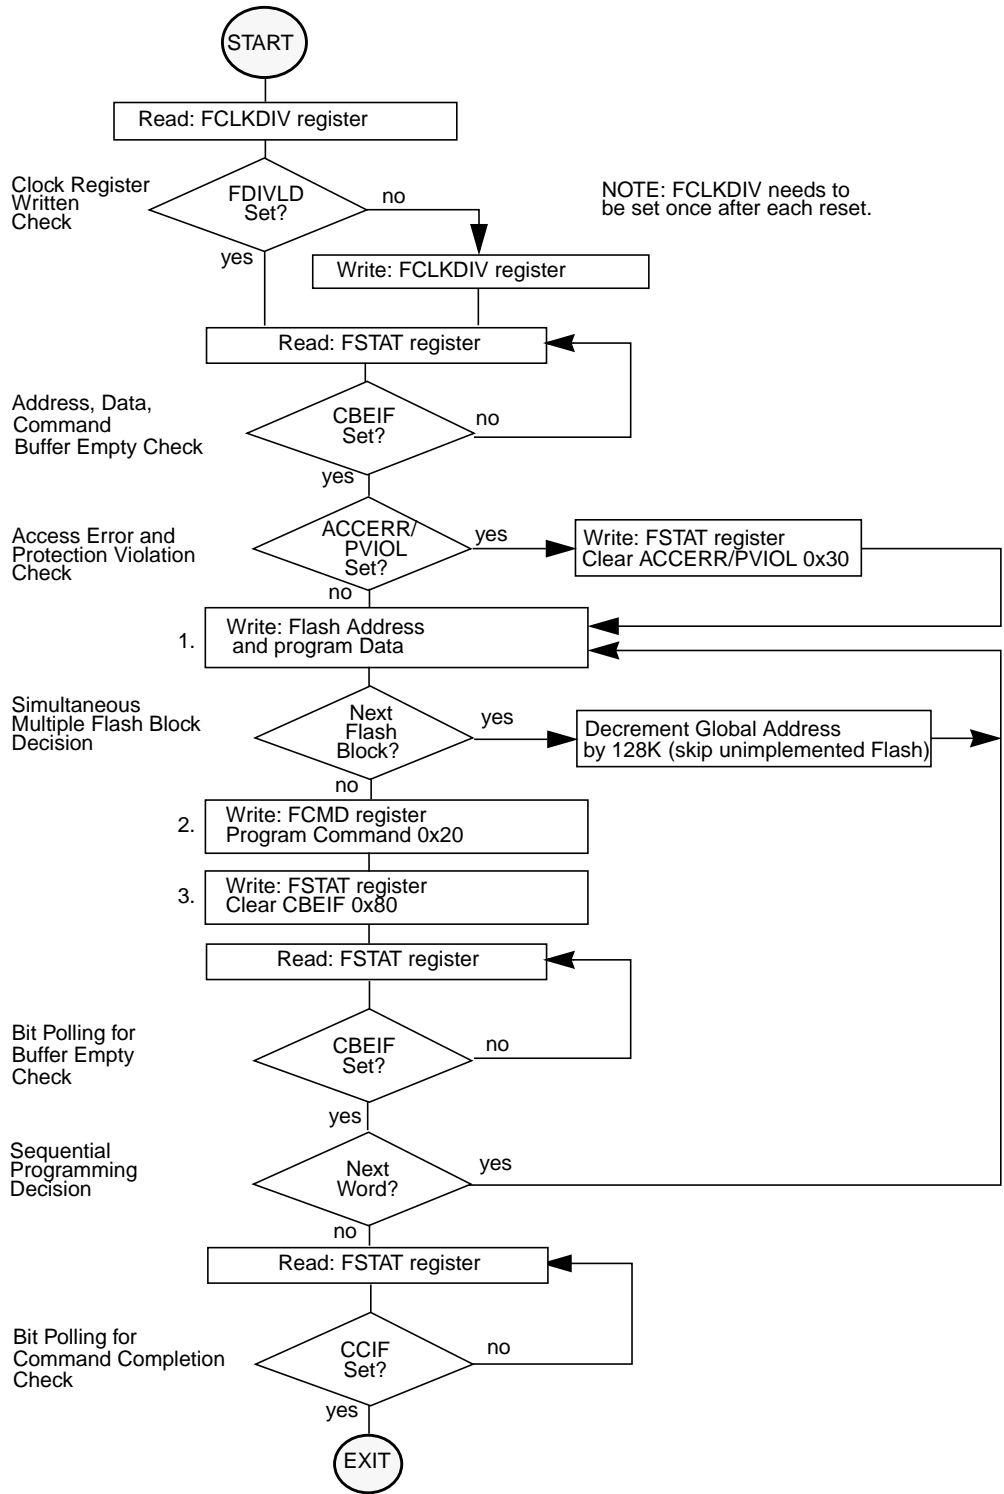 START
Read: FCLKDIV register
Clock Register
Written
Check
FDIVLD
Set?
no
yes
NOTE: FCLKDIV needs to
be set once after each reset.
Write: FCLKDIV register
Read: FSTAT register
Address, Data,
Command
Buffer Empty Check
CBEIF
Set?
no
yes
Access Error and
Protection Violation
Check
ACCERR/
PVIOL
Set?
yes
no
Write: FSTAT register
Clear ACCERR/PVIOL 0x30
1.
Write: Flash Address
and program Data
Simultaneous
Multiple Flash Block
Decision
Next
Flash
Block?
yes
no
Decrement Global Address
by 128K (skip unimplemented Flash)
2.
Write: FCMD register
Program Command 0x20
3.
Write: FSTAT register
Clear CBEIF 0x80
Read: FSTAT register
Bit Polling for
Buffer Empty
Check
CBEIF
Set?
no
yes
Sequential
Programming
Decision
Next
Word?
yes
no
Read: FSTAT register
Bit Polling for
Command Completion
Check
CCIF
Set?
no
yes
EXIT